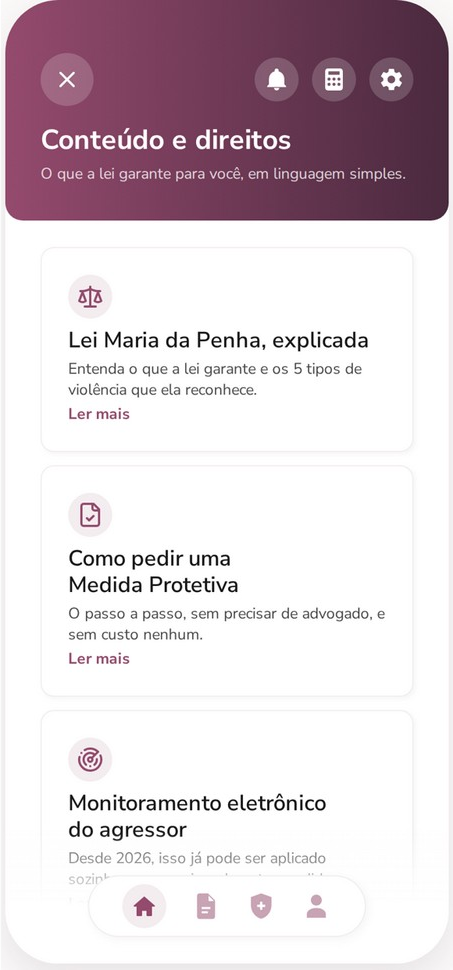 Conteúdo e direitos
O que a lei garante para você, em linguagem simples.
Lei Maria da Penha, explicada
Entenda o que a lei garante e os 5 tipos de
violência que ela reconhece.
Ler mais
Como pedir uma
Medida Protetiva
O passo a passo, sem precisar de advogado, e
sem custo nenhum.
Ler mais
Monitoramento eletrônico
do agressor
Desde 2026, isso já pode ser aplicado